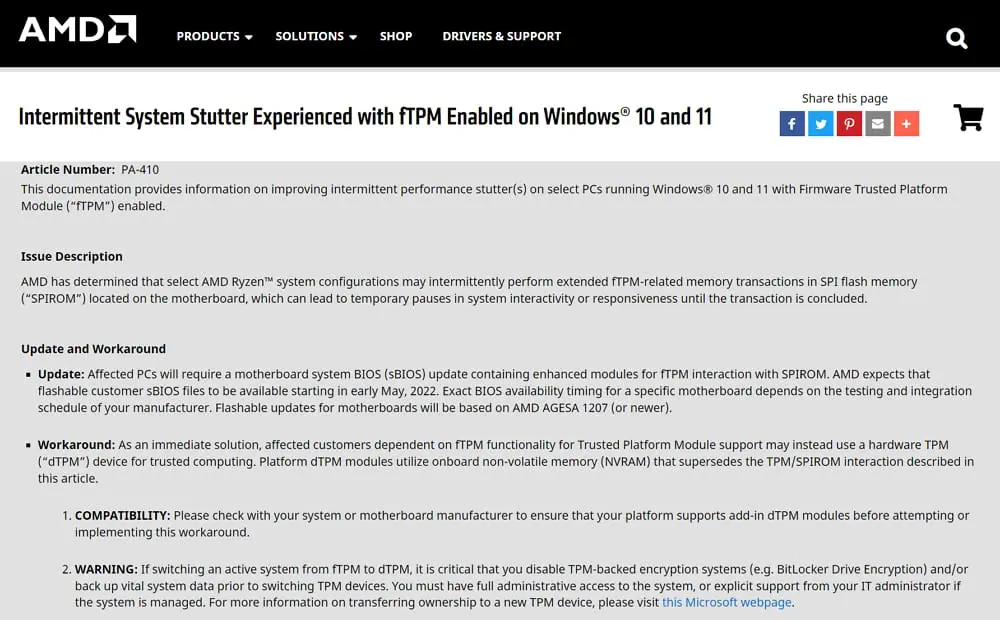 AMD
PRODUCTS SOLUTIONS SHOP DRIVERS & SUPPORT
Intermittent System Stutter Experienced with fTPM Enabled on Windows® 10 and 11
Share this page
Article Number: PA-410
This documentation provides information on improving intermittent performance stutter(s) on select PCs running Windows® 10 and 11 with Firmware Trusted Platform
Module (“fTPM”) enabled.
Issue Description
AMD has determined that select AMD Ryzen™ system configurations may intermittently perform extended fTPM-related memory transactions in SPI flash memory
(“SPIROM”) located on the motherboard, which can lead to temporary pauses in system interactivity or responsiveness until the transaction is concluded.
Update and Workaround
▪ Update: Affected PCs will require a motherboard system BIOS (sBIOS) update containing enhanced modules for fTPM interaction with SPIROM. AMD expects that
flashable customer sBIOS files to be available starting in early May, 2022. Exact BIOS availability timing for a specific motherboard depends on the testing and integration
schedule of your manufacturer. Flashable updates for motherboards will be based on AMD AGESA 1207 (or newer).
▪ Workaround: As an immediate solution, affected customers dependent on fTPM functionality for Trusted Platform Module support may instead use a hardware TPM
(“dTPM”) device for trusted computing. Platform dTPM modules utilize onboard non-volatile memory (NVRAM) that supersedes the TPM/SPIROM interaction described in
this article.
1. COMPATIBILITY: Please check with your system or motherboard manufacturer to ensure that your platform supports add-in dTPM modules before attempting or
implementing this workaround.
2. WARNING: If switching an active system from fTPM to dTPM, it is critical that you disable TPM-backed encryption systems (e.g. BitLocker Drive Encryption) and/or
back up vital system data prior to switching TPM devices. You must have full administrative access to the system, or explicit support from your IT administrator if
the system is managed. For more information on transferring ownership to a new TPM device, please visit this Microsoft webpage.